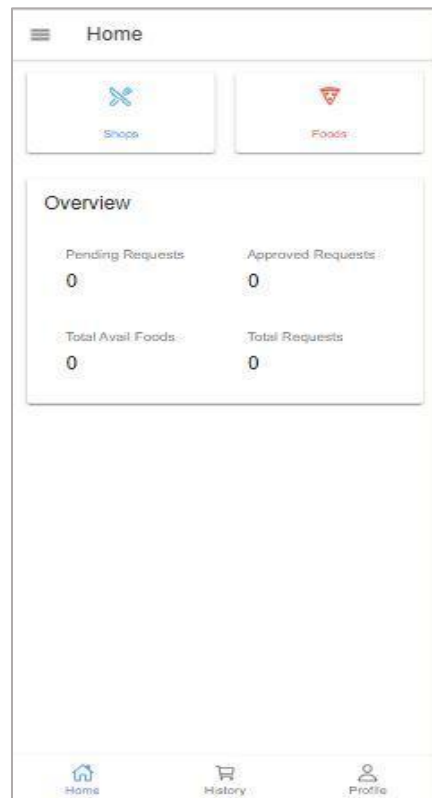 Home
Shops Foods
Overview
Pending Requests Approved Requests
0 0
Total Avail Foods Total Requests
0 0
Home History Profile